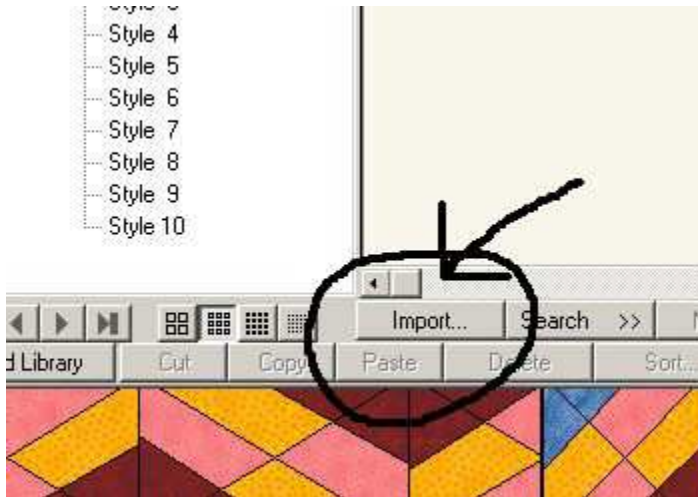 Style 4
Style 5
Style 6
Style 7
Style 8
Style 9
Style 10
Import... Search >>
Library Cut Copy Paste Delete Sort...